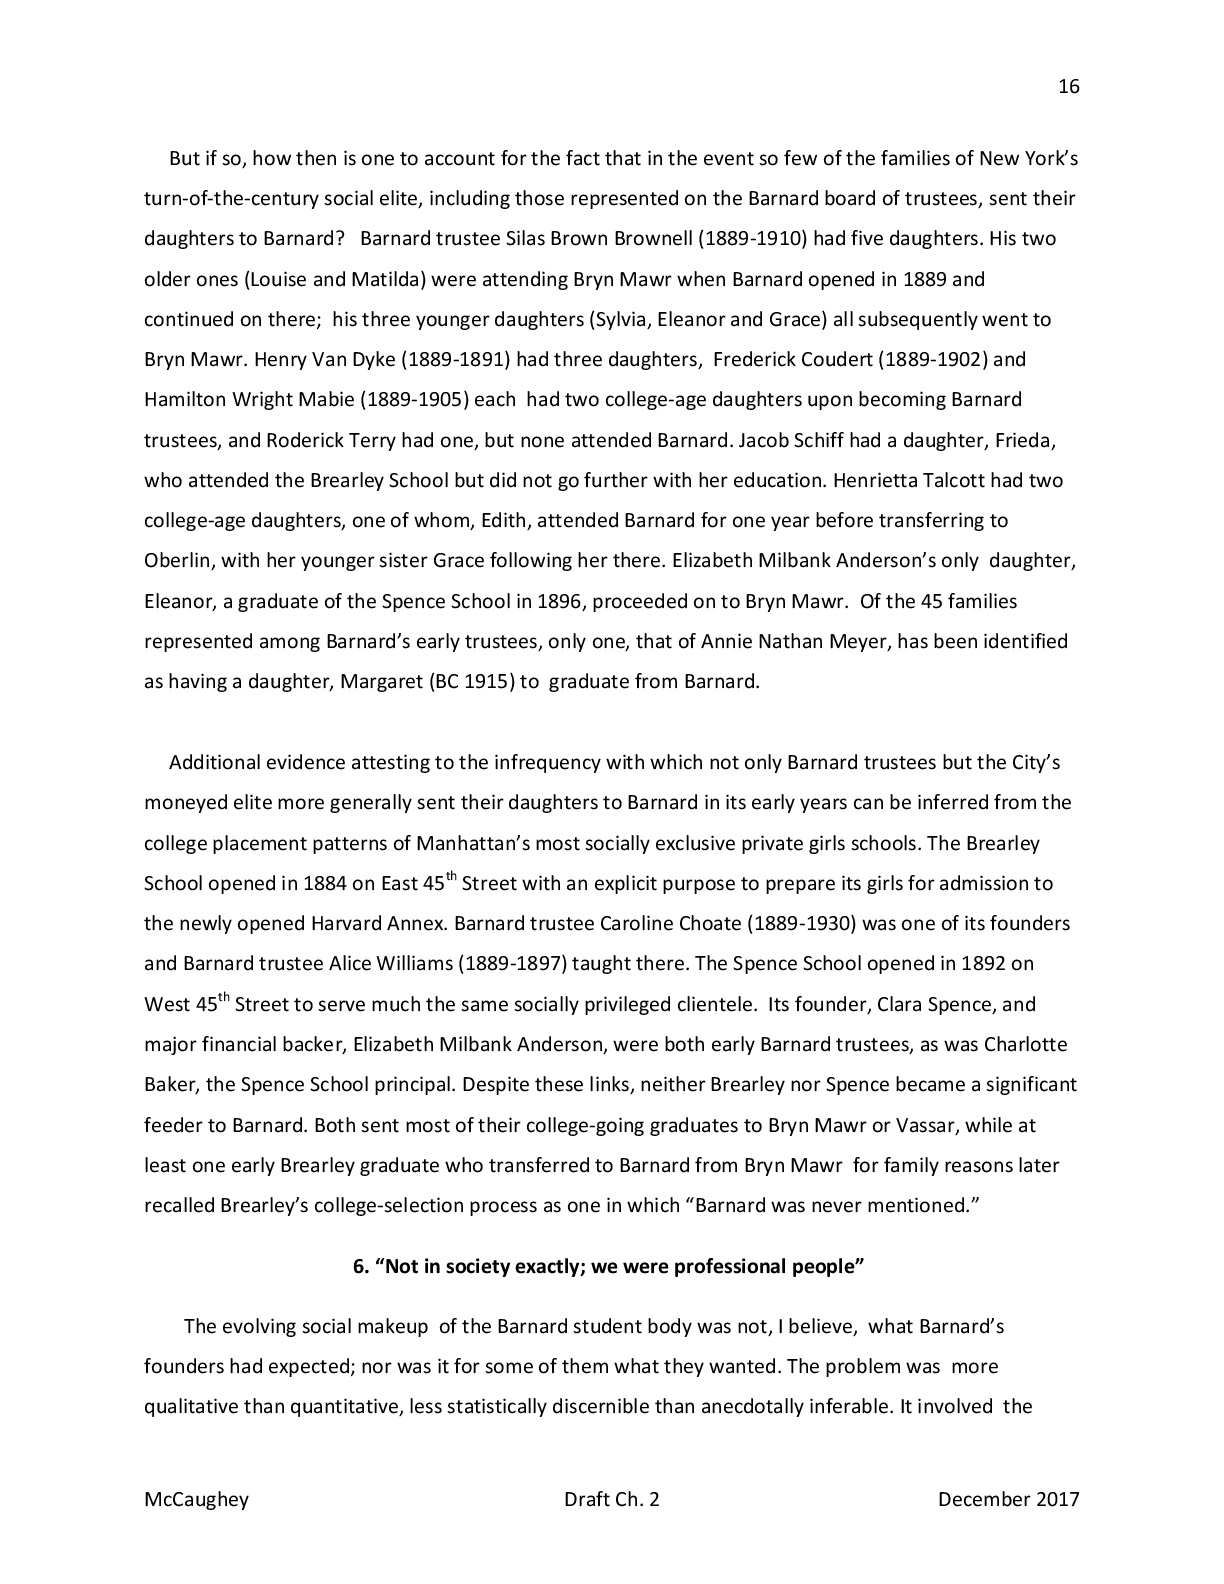 16
But if so, how then is one to account for the fact that in the event so few of the families of New York’s
turn-of-the-century social elite, including those represented on the Barnard board of trustees, sent their
daughters to Barnard?   Barnard trustee Silas Brown Brownell (1889-1910) had five daughters. His two
older ones (Louise and Matilda) were attending Bryn Mawr when Barnard opened in 1889 and
continued on there;  his three younger daughters (Sylvia, Eleanor and Grace) all subsequently went to
Bryn Mawr. Henry Van Dyke (1889-1891) had three daughters,  Frederick Coudert (1889-1902) and
Hamilton Wright Mabie (1889-1905) each  had two college-age daughters upon becoming Barnard
trustees, and Roderick Terry had one, but none attended Barnard. Jacob Schiff had a daughter, Frieda,
who attended the Brearley School but did not go further with her education. Henrietta Talcott had two
college-age daughters, one of whom, Edith, attended Barnard for one year before transferring to
Oberlin, with her younger sister Grace following her there. Elizabeth Milbank Anderson’s only  daughter,
Eleanor, a graduate of the Spence School in 1896, proceeded on to Bryn Mawr.  Of the 45 families
represented among Barnard’s early trustees, only one, that of Annie Nathan Meyer, has been identified
as having a daughter, Margaret (BC 1915) to  graduate from Barnard.
Additional evidence attesting to the infrequency with which not only Barnard trustees but the City’s
moneyed elite more generally sent their daughters to Barnard in its early years can be inferred from the
college placement patterns of Manhattan’s most socially exclusive private girls schools. The Brearley
School opened in 1884 on East 45th Street with an explicit purpose to prepare its girls for admission to
the newly opened Harvard Annex. Barnard trustee Caroline Choate (1889-1930) was one of its founders
and Barnard trustee Alice Williams (1889-1897) taught there. The Spence School opened in 1892 on
West 45th Street to serve much the same socially privileged clientele.  Its founder, Clara Spence, and
major financial backer, Elizabeth Milbank Anderson, were both early Barnard trustees, as was Charlotte
Baker, the Spence School principal. Despite these links, neither Brearley nor Spence became a significant
feeder to Barnard. Both sent most of their college-going graduates to Bryn Mawr or Vassar, while at
least one early Brearley graduate who transferred to Barnard from Bryn Mawr  for family reasons later
recalled Brearley’s college-selection process as one in which “Barnard was never mentioned.”
6. “Not in society exactly; we were professional people”
The evolving social makeup  of the Barnard student body was not, I believe,  what Barnard’s
founders had expected; nor was it for some of them what they wanted. The problem was  more
qualitative than quantitative, less statistically discernible than anecdotally inferable. It involved  the
McCaughey Draft Ch. 2 December 2017